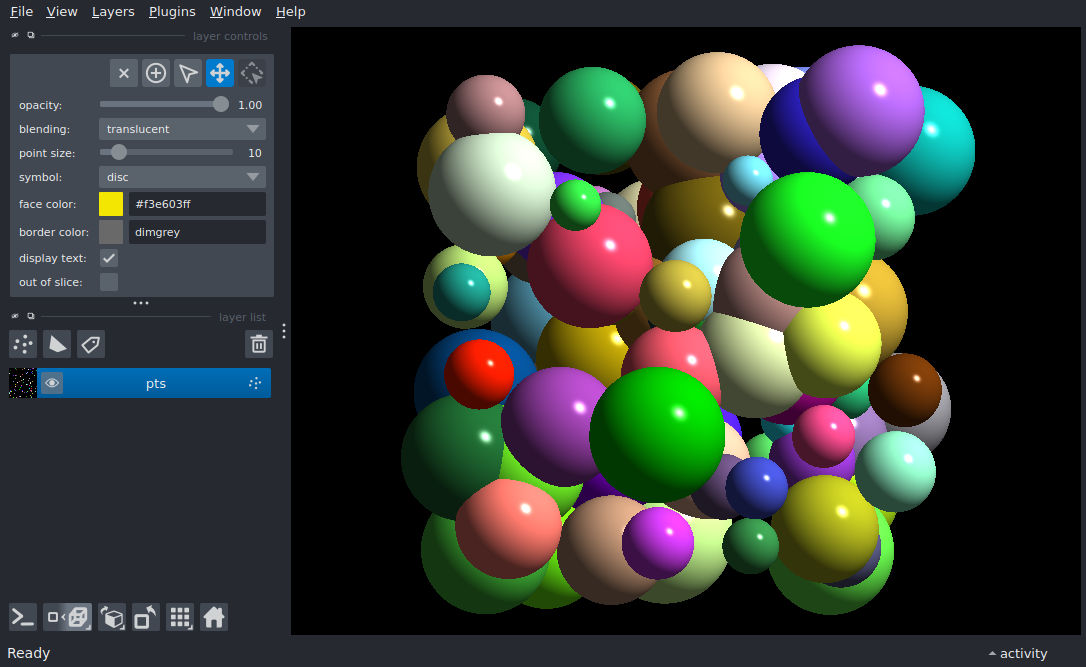 File View Layers Plugins Window Help
layer controls
opacity: 1.00
blending: translucent
point size: 10
symbol: disc
face color: #f3e603ff
border color: dimgrey
display text:
out of slice:
layer list
pts
Ready activity